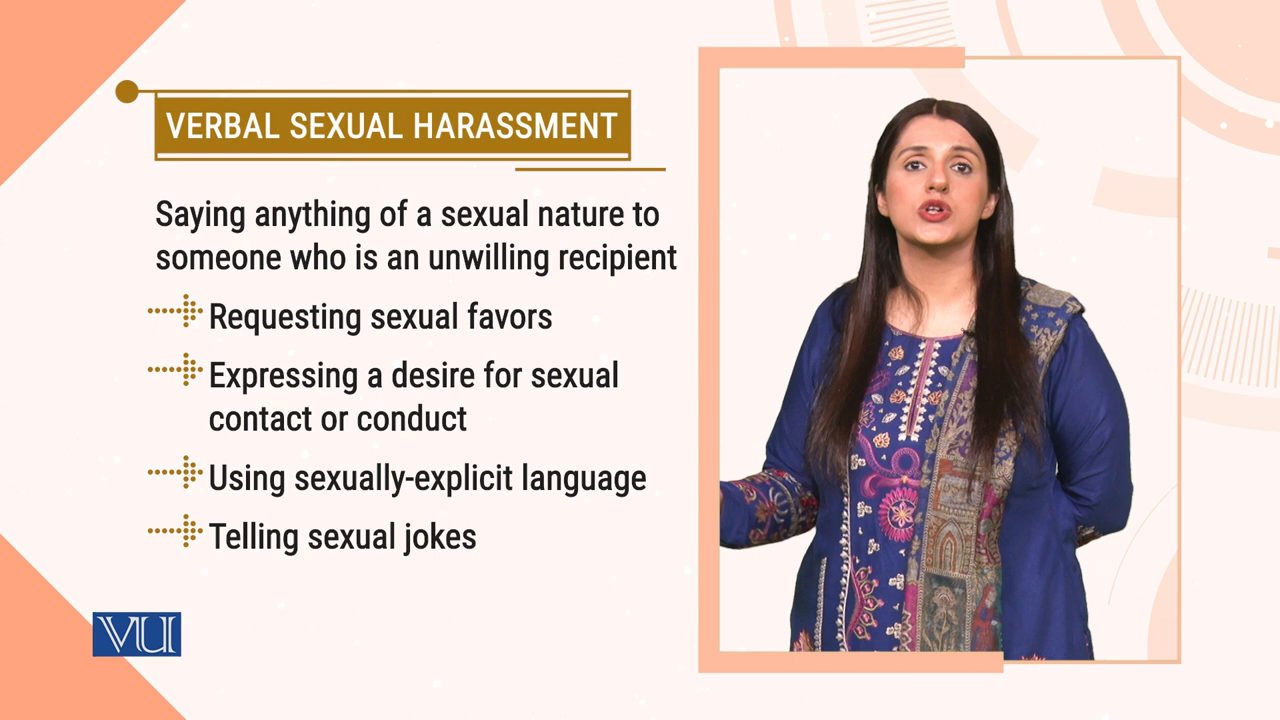 VERBAL SEXUAL HARASSMENT
Saying anything of a sexual nature to
someone who is an unwilling recipient
Requesting sexual favors
Expressing a desire for sexual
contact or conduct
Using sexually-explicit language
Telling sexual jokes
VU